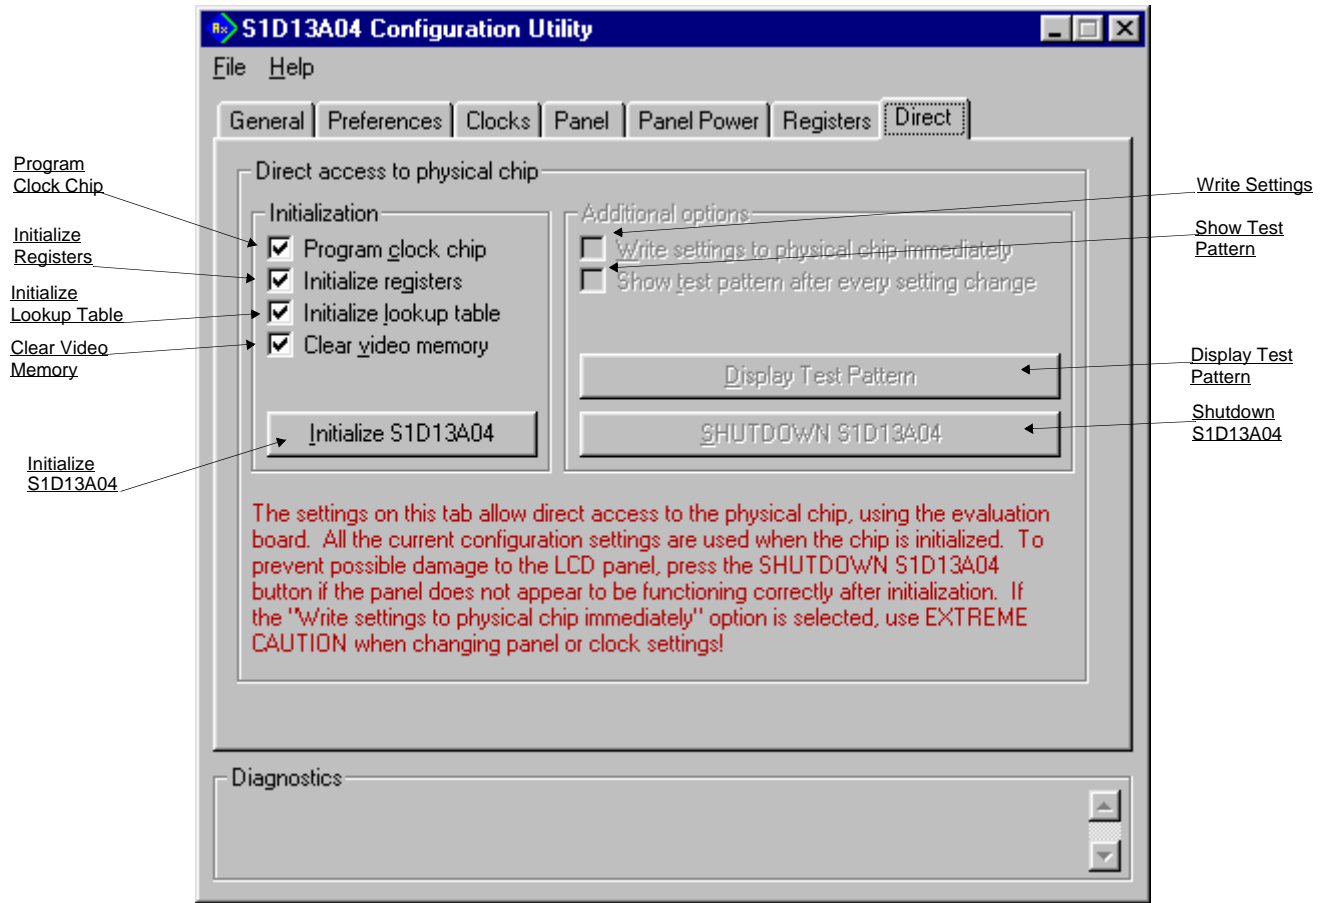 S1D13A04 Configuration Utility
File Help
General Preferences Clocks Panel Panel Power Registers Direct
Program
Clock Chip
Initialize
Registers
Initialize
Lookup Table
Clear Video
Memory
Initialize
S1D13A04
Direct access to physical chip
Initialization
Program clock chip
Initialize registers
Initialize lookup table
Clear video memory
Initialize S1D13A04
Additional options
Write settings to physical chip immediately
Show test pattern after every setting change
Display Test Pattern
SHUTDOWN S1D13A04
Write Settings
Show Test
Pattern
Display Test
Pattern
Shutdown
S1D13A04
The settings on this tab allow direct access to the physical chip, using the evaluation
board. All the current configuration settings are used when the chip is initialized. To
prevent possible damage to the LCD panel, press the SHUTDOWN S1D13A04
button if the panel does not appear to be functioning correctly after initialization. If
the "Write settings to physical chip immediately" option is selected, use EXTREME
CAUTION when changing panel or clock settings!
Diagnostics